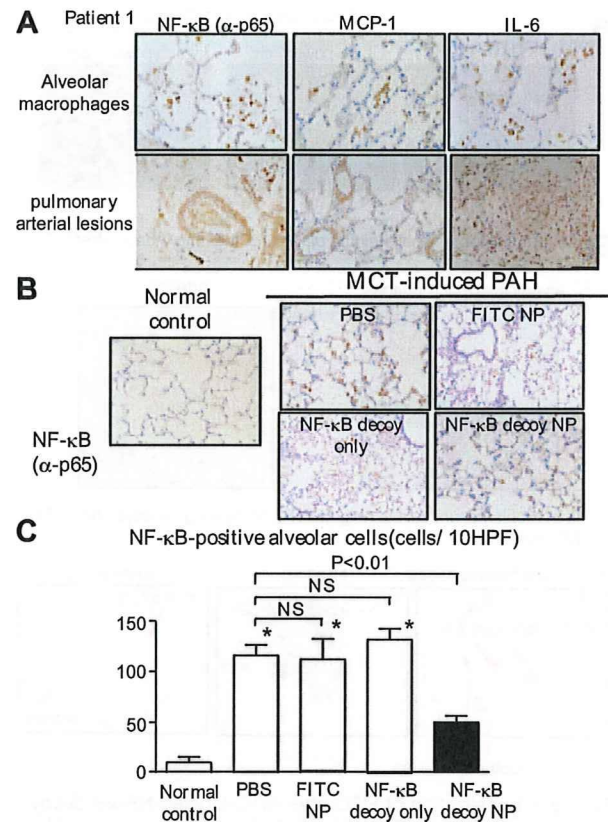 A Patient 1
NF-κB (α-p65) MCP-1 IL-6
Alveolar
macrophages
pulmonary
arterial lesions
B MCT-induced PAH
Normal
control
PBS FITC NP
NF-κB decoy
only
NF-κB decoy NP
NF-κB
(α-p65)
C
NF-κB-positive alveolar cells(cells/ 10HPF)
P<0.01
NS
NS
* * *
150
100
50
0
Normal
control
PBS
FITC
NP
NF-κB
decoy only
NF-κB
decoy NP